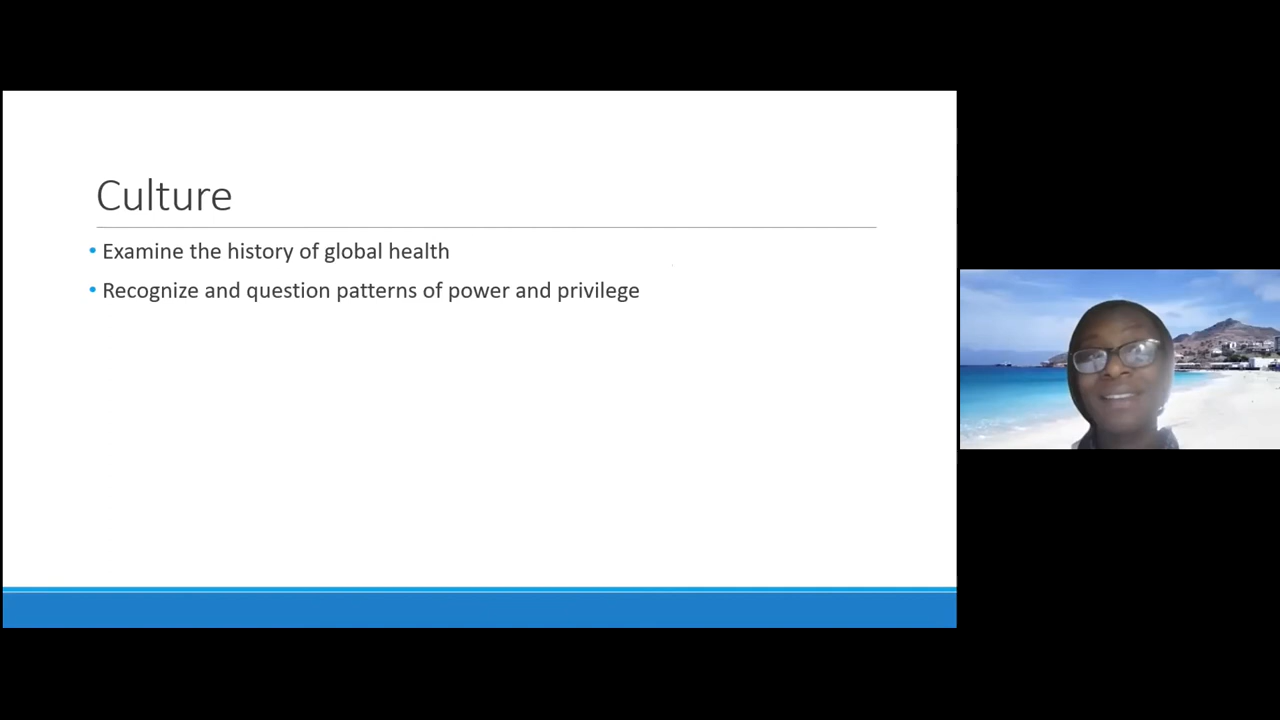 Culture
• Examine the history of global health
• Recognize and question patterns of power and privilege